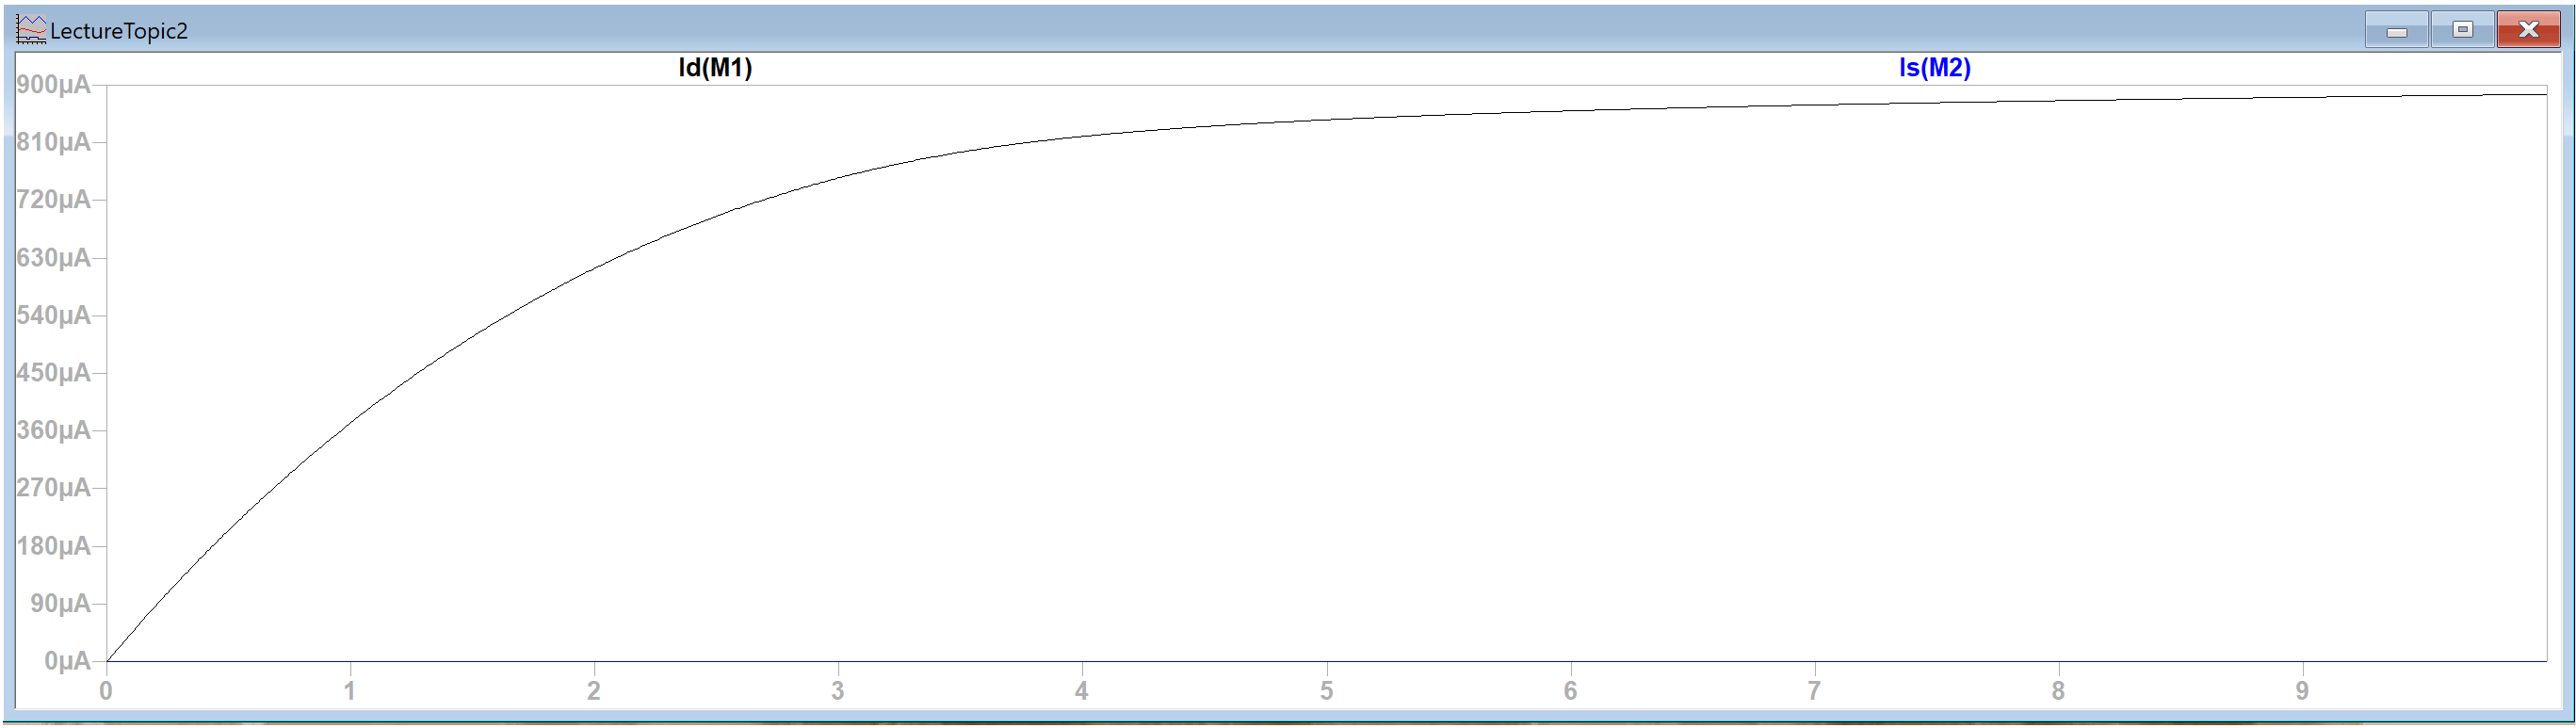 LectureTopic2
Id(M1) Is(M2)
900µA
810µA
720µA
630µA
540µA
450µA
360µA
270µA
180µA
90µA
0µA
0 1 2 3 4 5 6 7 8 9